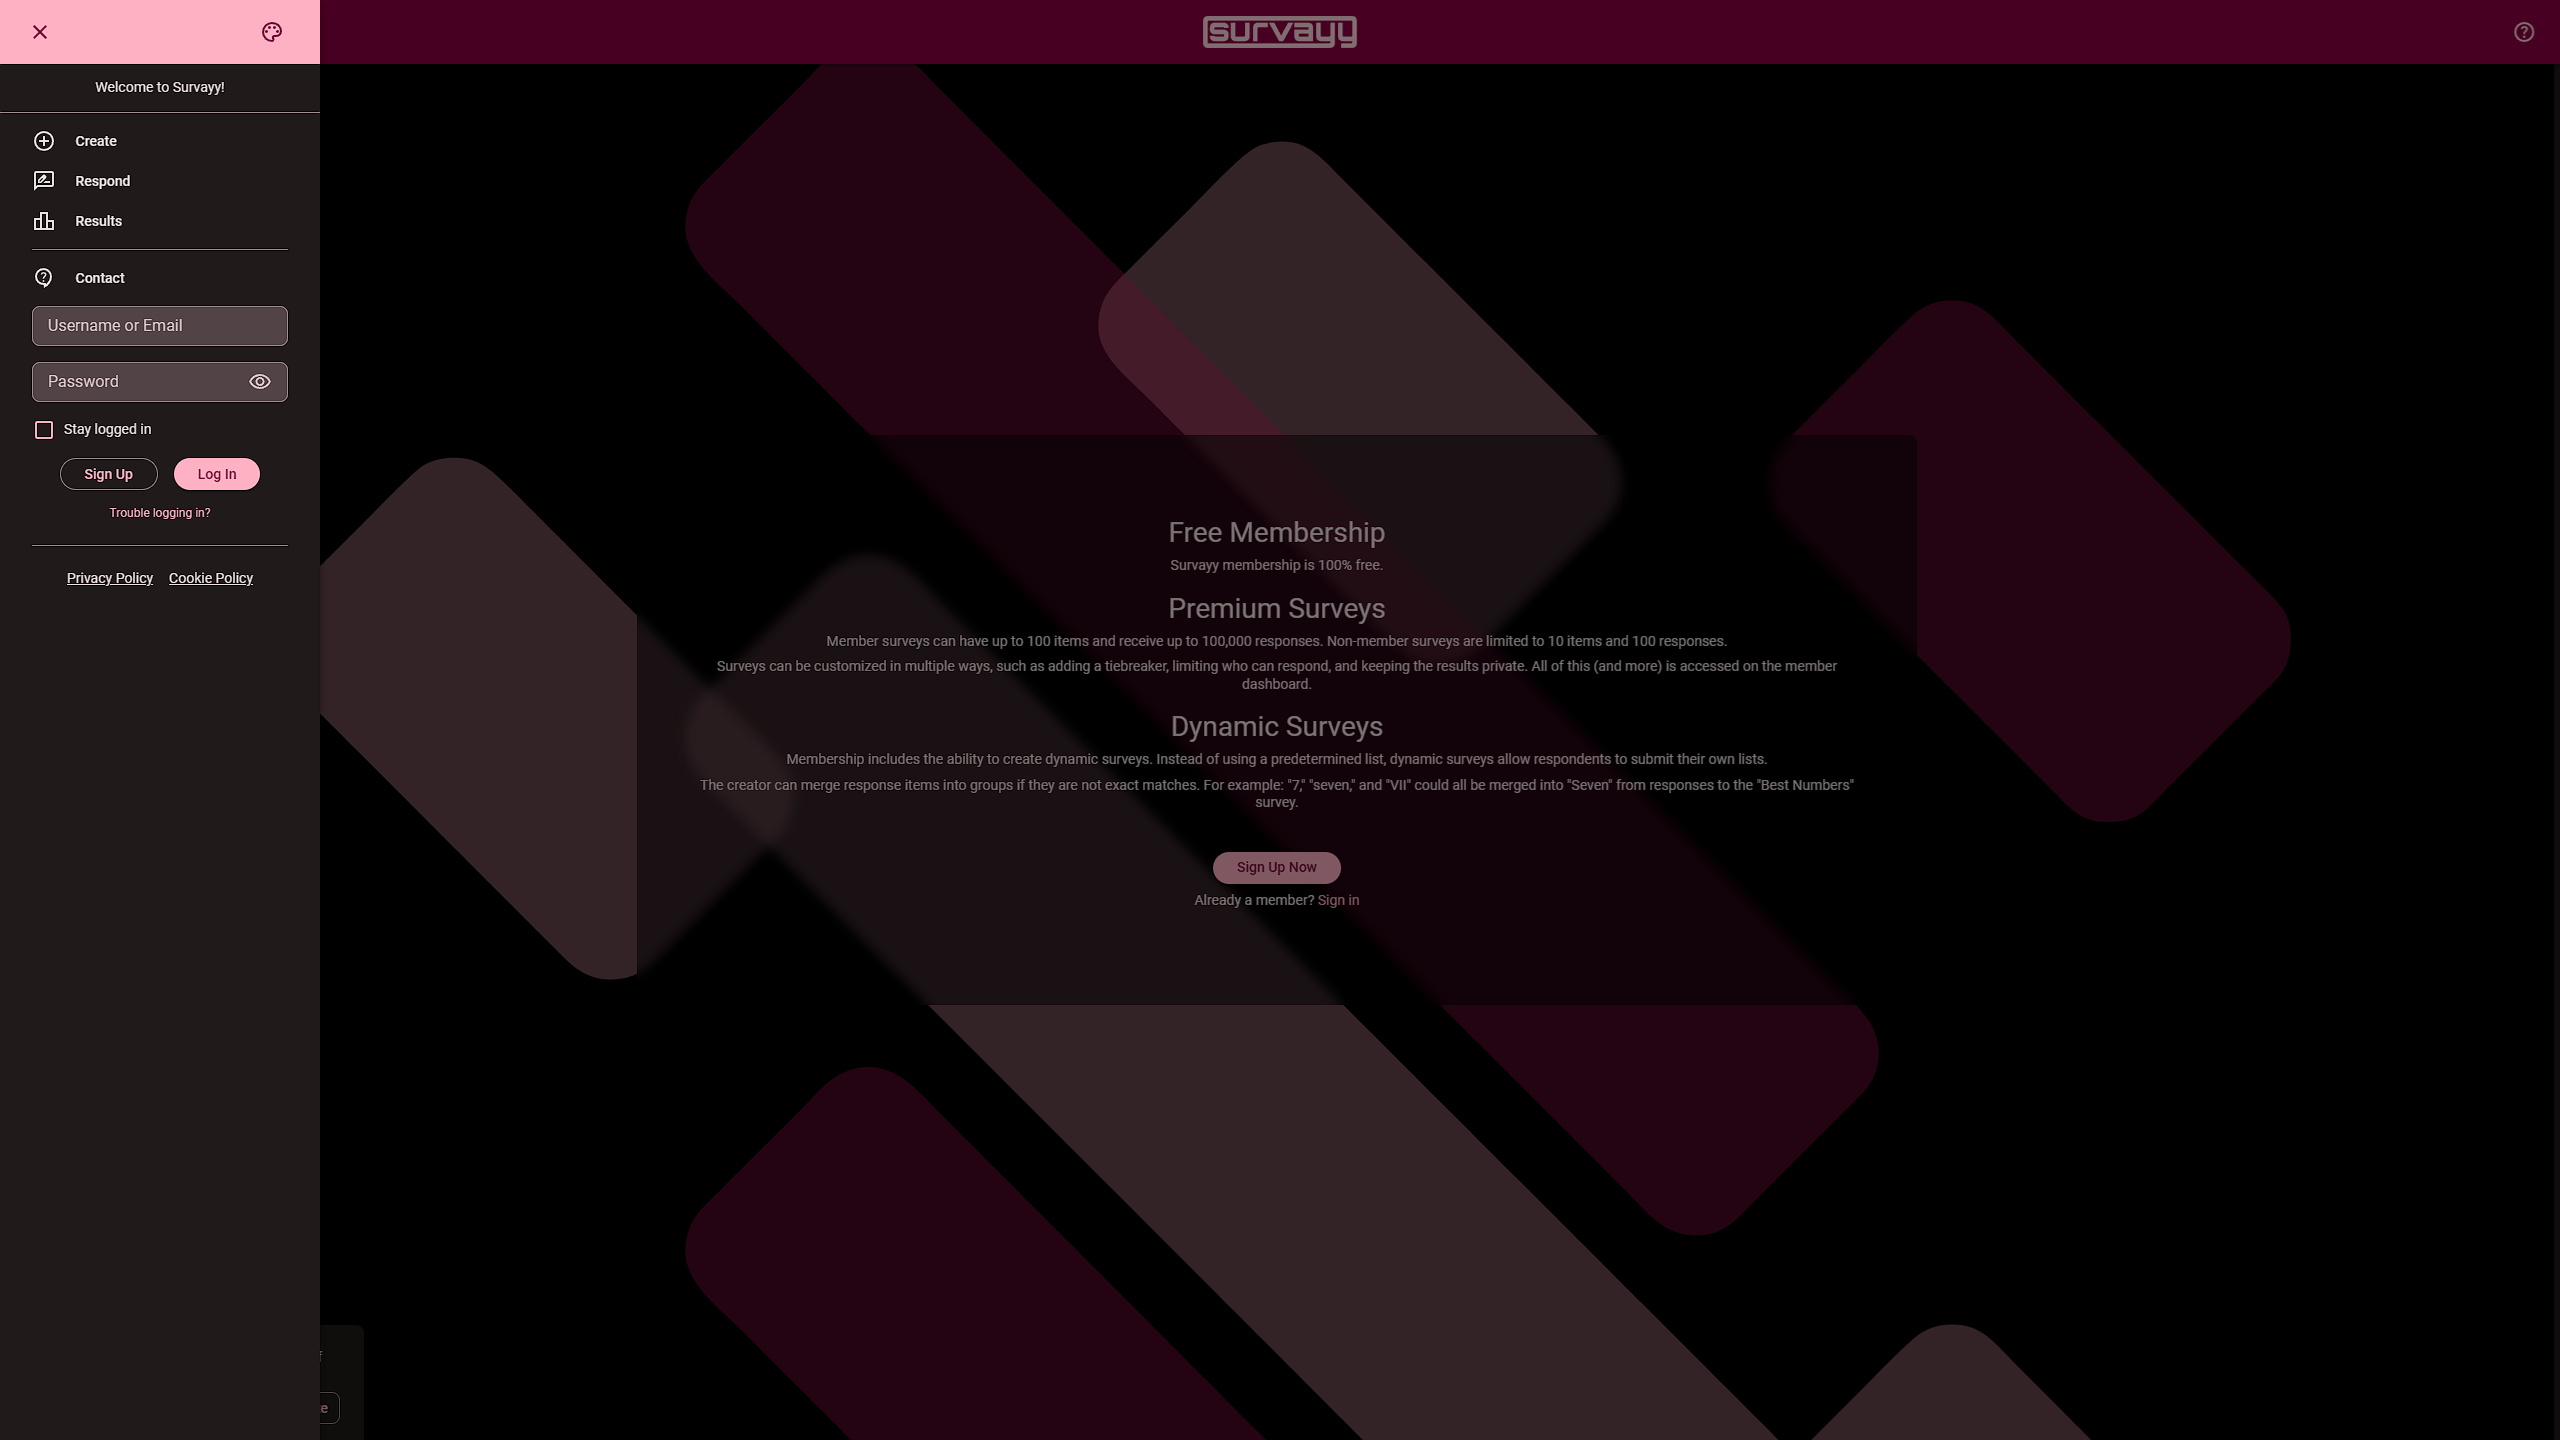 survayy
Welcome to Survayy!
Create
Respond
Results
Contact
Username or Email
Password
Stay logged in
Sign Up
Log In
Trouble logging in?
Privacy Policy
Cookie Policy
Free Membership
Survayy membership is 100% free.
Premium Surveys
Member surveys can have up to 100 items and receive up to 100,000 responses. Non-member surveys are limited to 10 items and 100 responses.
Surveys can be customized in multiple ways, such as adding a tiebreaker, limiting who can respond, and keeping the results private. All of this (and more) is accessed on the member
dashboard.
Dynamic Surveys
Membership includes the ability to create dynamic surveys. Instead of using a predetermined list, dynamic surveys allow respondents to submit their own lists.
The creator can merge response items into groups if they are not exact matches. For example: "7," "seven," and "VII" could all be merged into "Seven" from responses to the "Best Numbers"
survey.
Sign Up Now
Already a member? Sign in